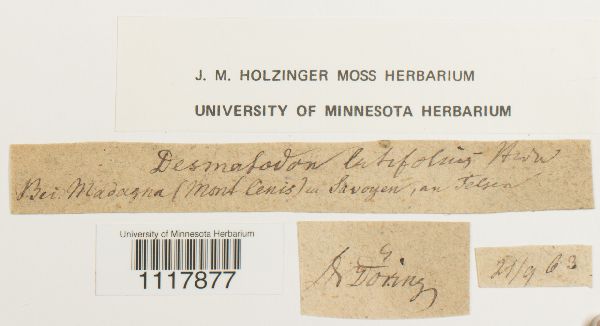 J. M. HOLZINGER MOSS HERBARIUM
UNIVERSITY OF MINNESOTA HERBARIUM
Desmatodon latifolius
Bei Madagna (Mont Cenis) in Savoyen, an Felsen
University of Minnesota Herbarium
1117877
Döring
21/9 63.